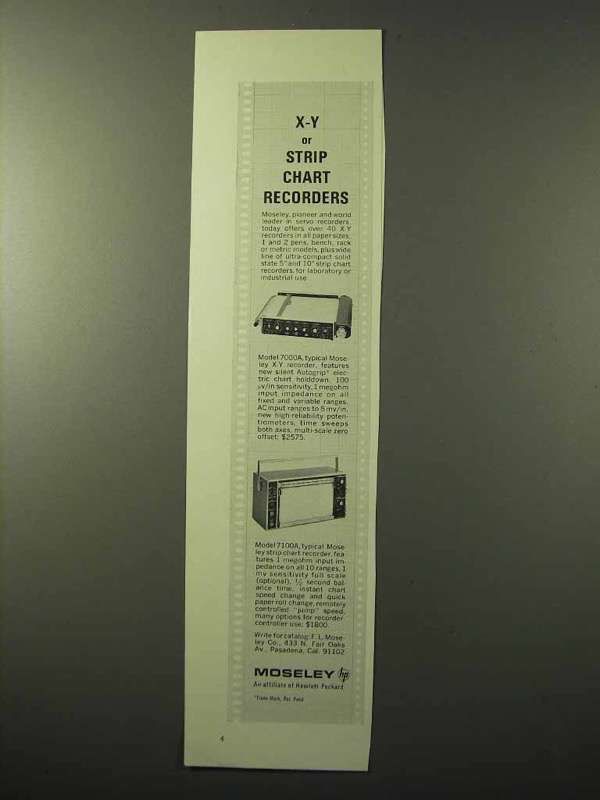 X-Y
or
STRIP
CHART
RECORDERS
Moseley, pioneer and world
leader in servo recorders,
today offers over 40 X-Y
recorders in all paper sizes,
1 and 2 pens, bench, rack
or metric models, plus wide
line of ultra-compact solid
state 5" and 10" strip chart
recorders, for laboratory or
industrial use.
Model 7000A, typical Mose-
ley X-Y recorder, features
new silent Autogrip* elec-
tric chart holddown, 100
μv/in sensitivity, 1 megohm
input impedance on all
fixed and variable ranges,
AC input ranges to 5 mv/in,
new high-reliability poten-
tiometers, time sweeps
both axes, multi-scale zero
offset; $2575.
Model 7100A, typical Mose-
ley strip chart recorder, fea-
tures 1 megohm input im-
pedance on all 10 ranges, 1
mv sensitivity full scale
(optional), ½ second bal-
ance time, instant chart
speed change and quick
paper roll change, remotely
controlled "jump" speed,
many options for recorder
controller use; $1800.
Write for catalog: F. L. Mose-
ley Co., 433 N. Fair Oaks
Av., Pasadena, Cal. 91102
MOSELEY hp
An affiliate of Hewlett-Packard
*Trade Mark, Pat. Pend
4